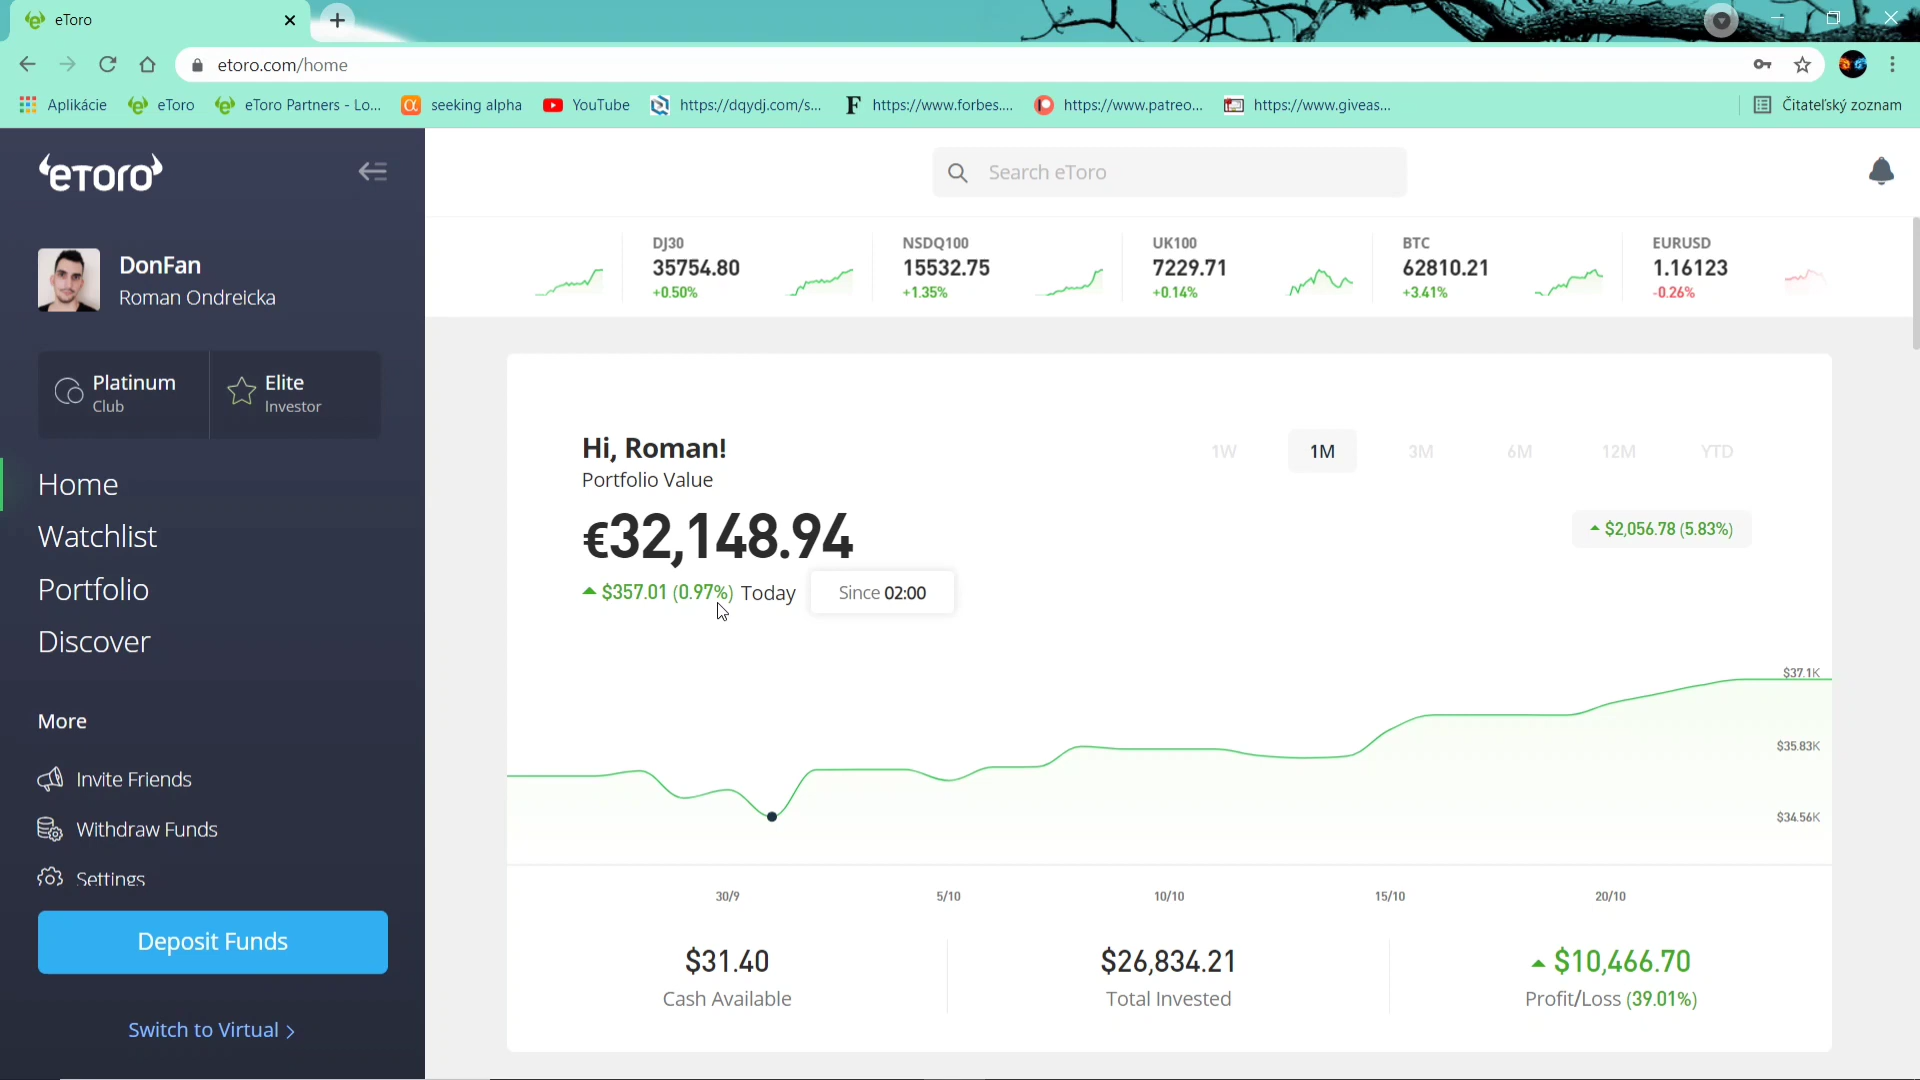 eToro
etoro.com/home
Aplikácie
eToro
eToro Partners - Lo...
seeking alpha
YouTube
https://dqydj.com/s...
https://www.forbes....
https://www.patreo...
https://www.giveas...
Čitateľský zoznam
eTORO
Search eToro
DonFan
Roman Ondreicka
Platinum
Club
Elite
Investor
Home
Watchlist
Portfolio
Discover
More
Invite Friends
Withdraw Funds
Settings
Deposit Funds
Switch to Virtual >
DJ30
35754.80
+0.50%
NSDQ100
15532.75
+1.35%
UK100
7229.71
+0.14%
BTC
62810.21
+3.41%
EURUSD
1.16123
-0.26%
Hi, Roman!
Portfolio Value
€32,148.94
$357.01 (0.97%) Today
Since 02:00
1W
1M
3M
6M
12M
YTD
$2,056.78 (5.83%)
$37.1K
$35.83K
$34.56K
30/9
5/10
10/10
15/10
20/10
$31.40
Cash Available
$26,834.21
Total Invested
$10,466.70
Profit/Loss (39.01%)